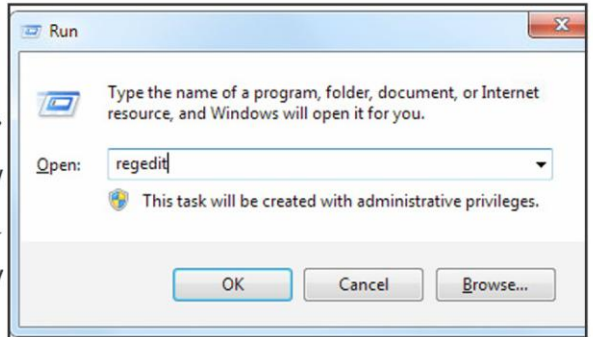 Run
Type the name of a program, folder, document, or Internet
resource, and Windows will open it for you.
Open: regedit
This task will be created with administrative privileges.
OK Cancel Browse...